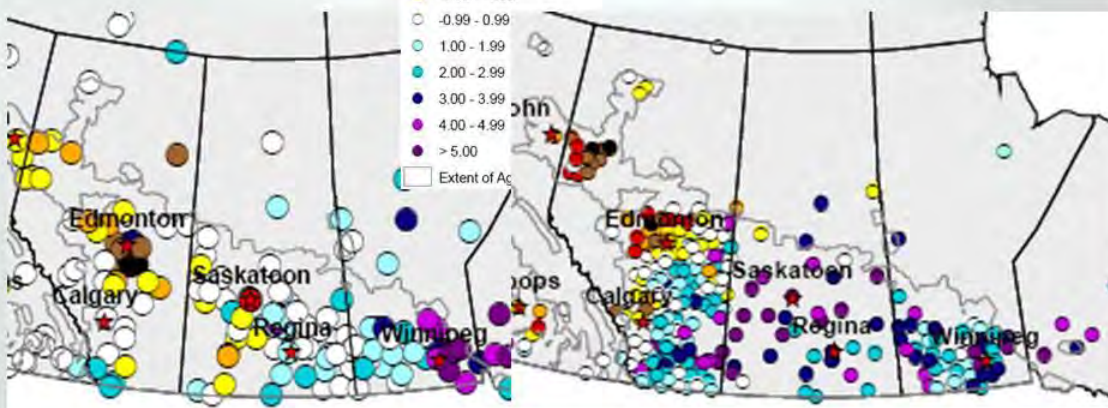 -0.99 - 0.99
1.00 - 1.99
2.00 - 2.99
3.00 - 3.99
4.00 - 4.99
> 5.00
Extent of Ag
Edmonton
Saskatoon
Calgary
Regina
Winnipeg
ohn
Edmonton
Saskatoon
oops
Calgary
Regina
Winnipeg